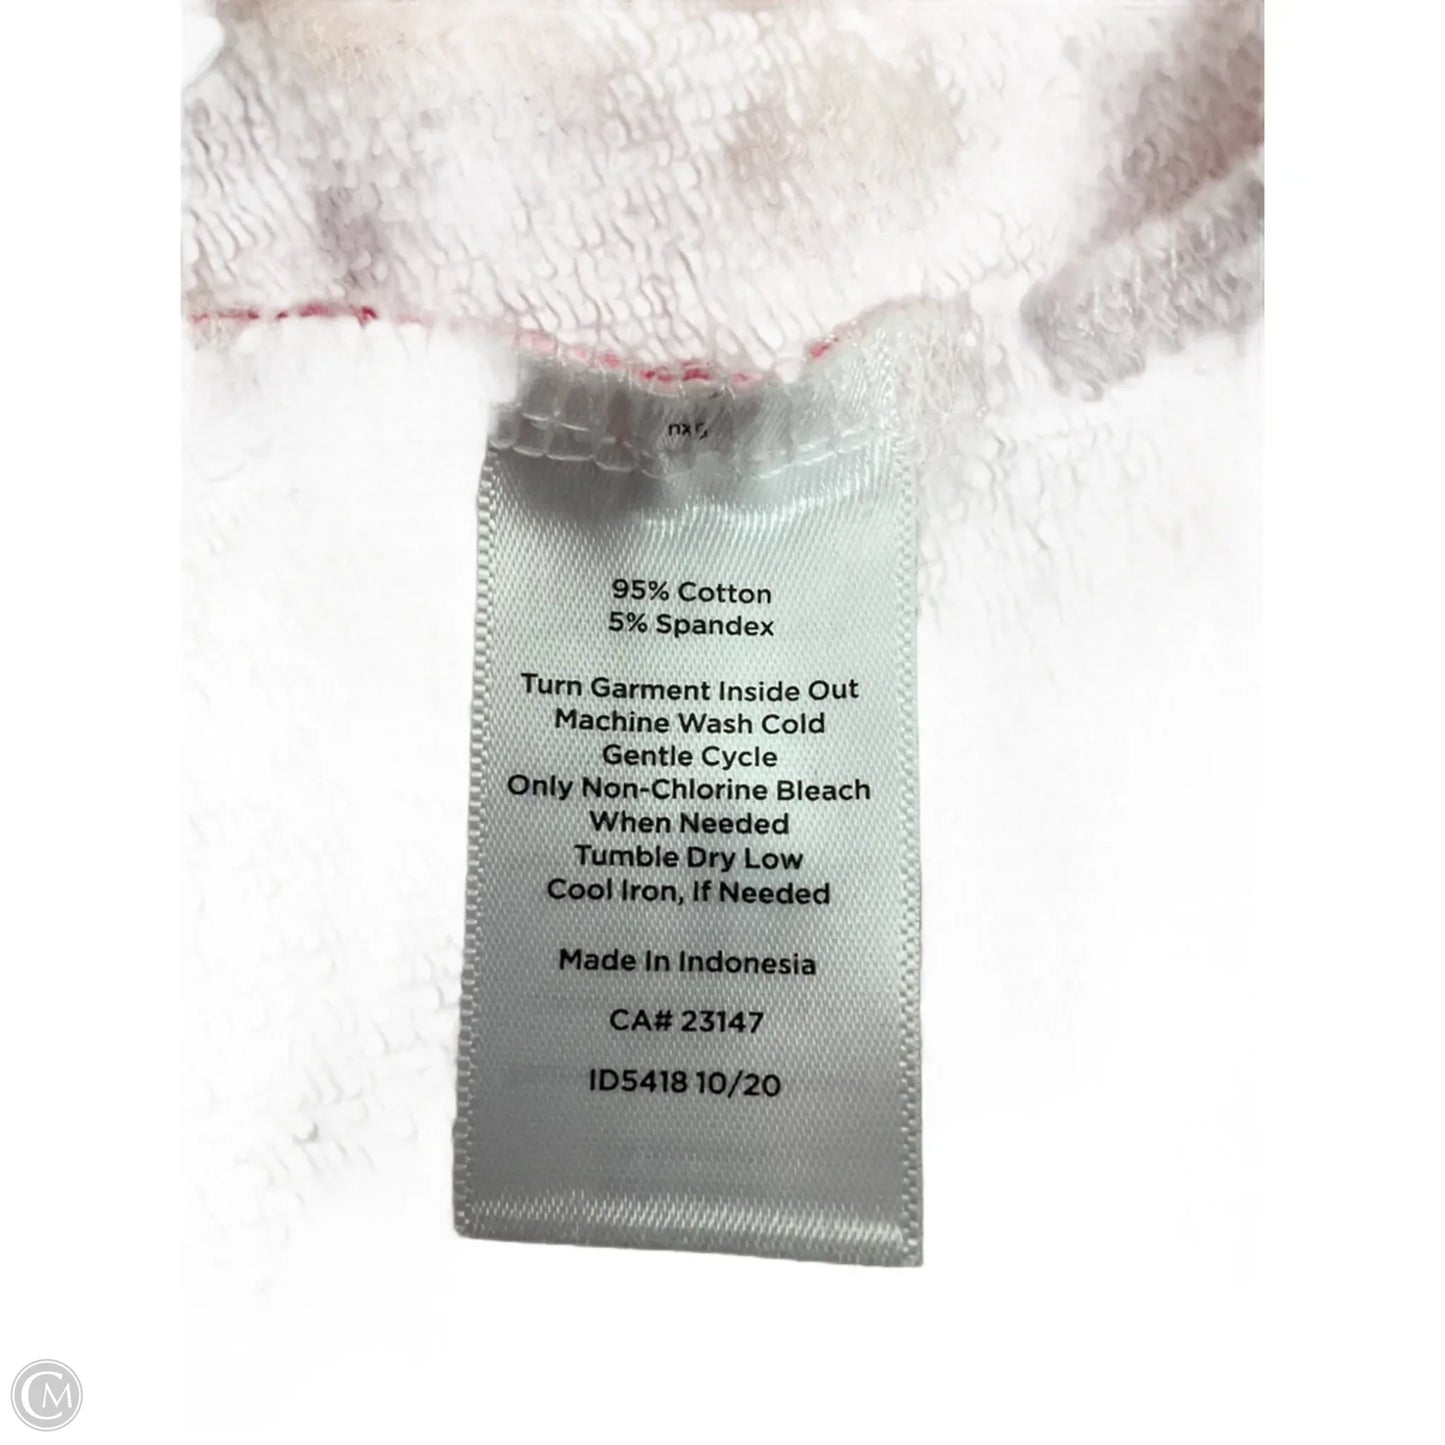 95% Cotton
5% Spandex
Turn Garment Inside Out
Machine Wash Cold
Gentle Cycle
Only Non-Chlorine Bleach
When Needed
Tumble Dry Low
Cool Iron, If Needed
Made In Indonesia
CA# 23147
ID5418 10/20
CM